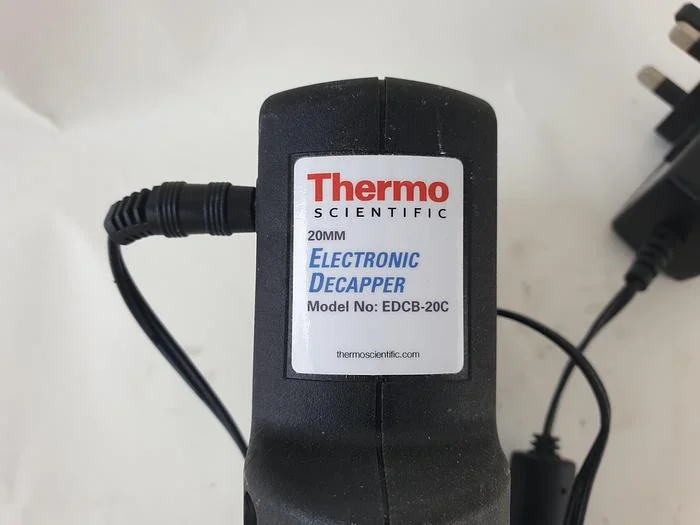 Thermo
SCIENTIFIC
20MM
ELECTRONIC
DECAPPER
Model No: EDCB-20C
thermoscientific.com